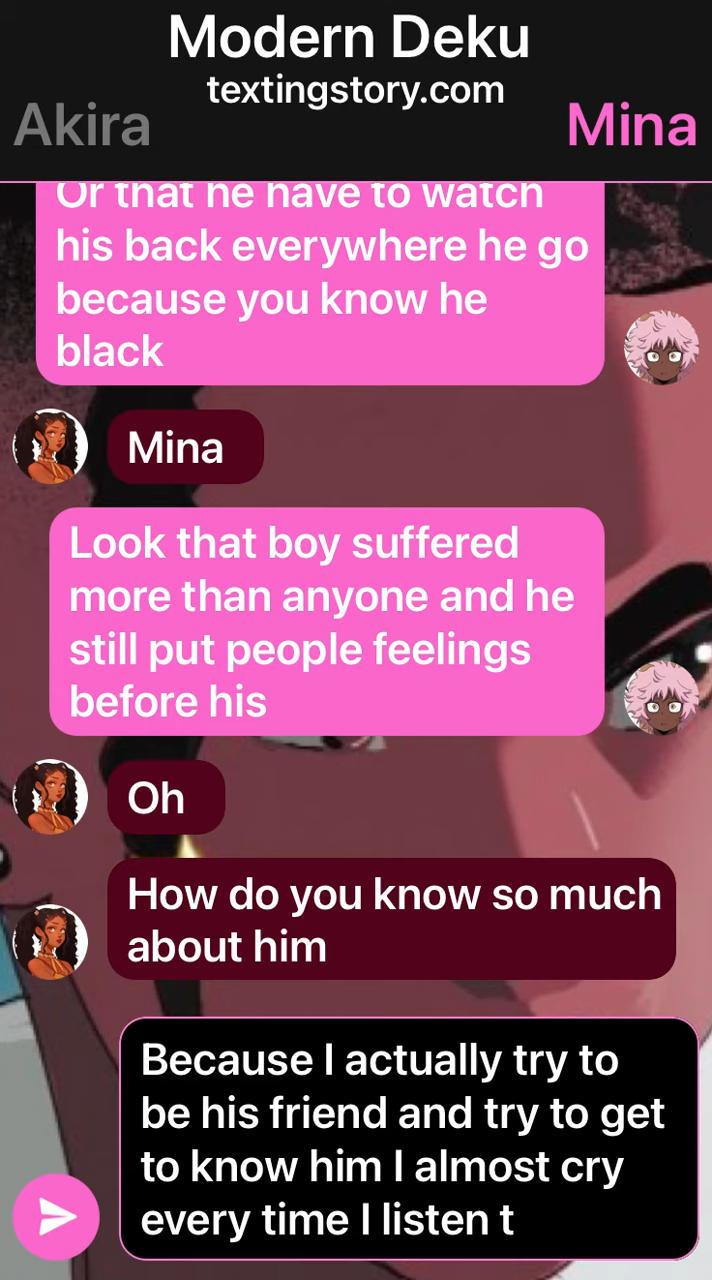 Modern Deku
textingstory.com
Akira
Mina
Or that he have to watch
his back everywhere he go
because you know he
black
Mina
Look that boy suffered
more than anyone and he
still put people feelings
before his
Oh
How do you know so much
about him
Because I actually try to
be his friend and try to get
to know him I almost cry
every time I listen t